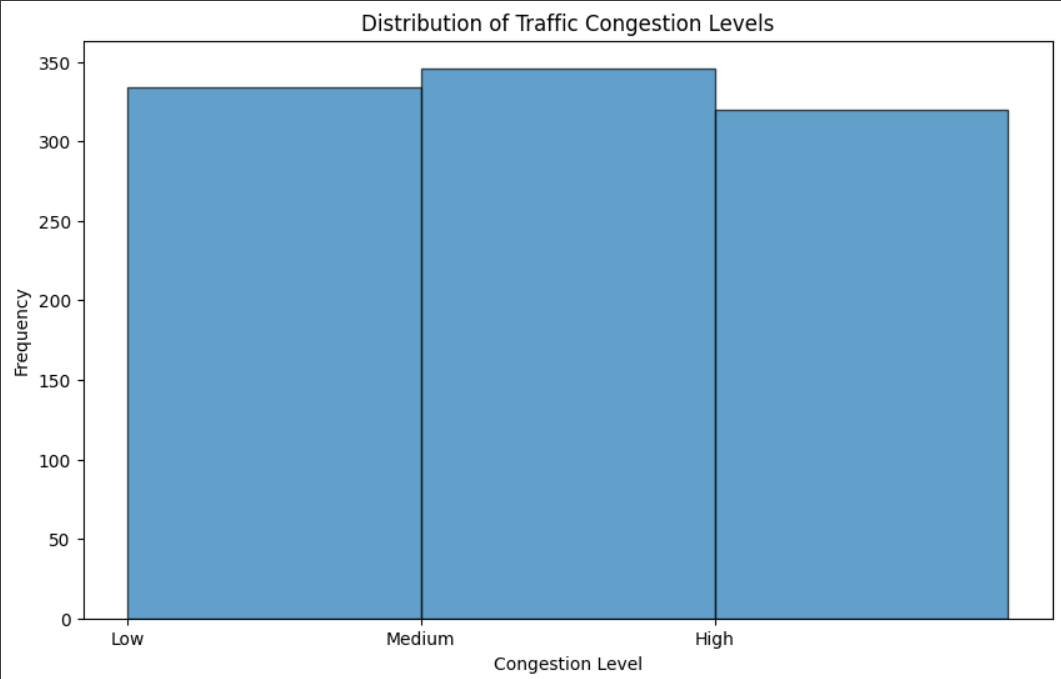 Distribution of Traffic Congestion Levels
350
300
250
200
150
100
50
0
Frequency
Low Medium High
Congestion Level